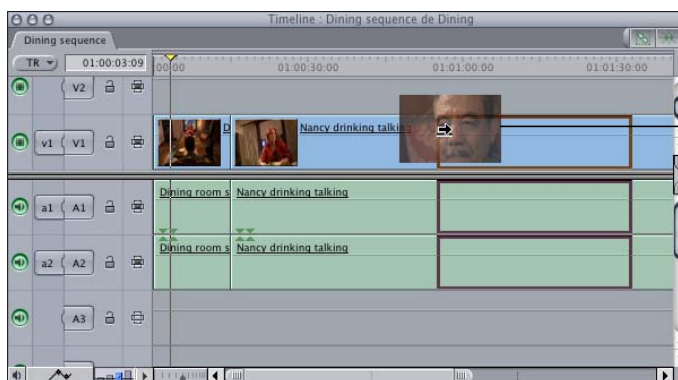 Timeline : Dining sequence de Dining
Dining sequence
TR 01:00:03:09 00:00 01:00:30:00 01:01:00:00 01:01:30:00
V2
v1 V1 D Nancy drinking talking
a1 A1 Dining room s Nancy drinking talking
a2 A2 Dining room s Nancy drinking talking
A3